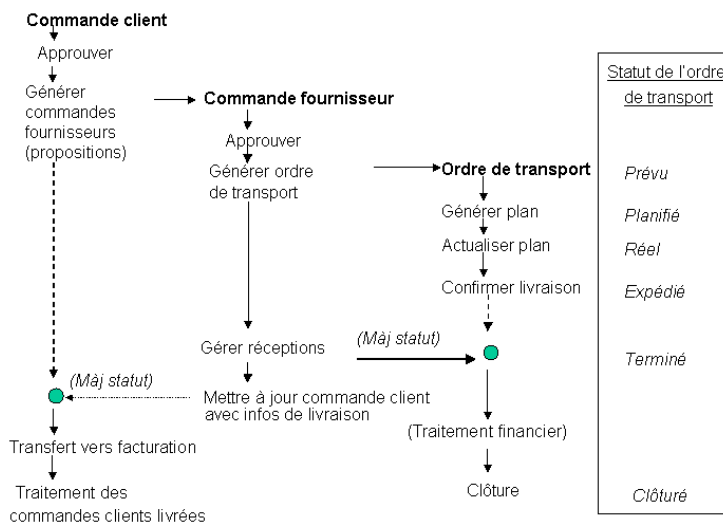 Commande client
Approuver
Générer
commandes
fournisseurs
(propositions)
(Màj statut)
Transfert vers facturation
Traitement des
commandes clients livrées
Commande fournisseur
Approuver
Générer ordre
de transport
Gérer réceptions
Mettre à jour commande client
avec infos de livraison
Ordre de transport
Générer plan
Actualiser plan
Confirmer livraison
(Màj statut)
(Traitement financier)
Clôture
Statut de l'ordre
de transport
Prévu
Planifié
Réel
Expédié
Terminé
Clôturé